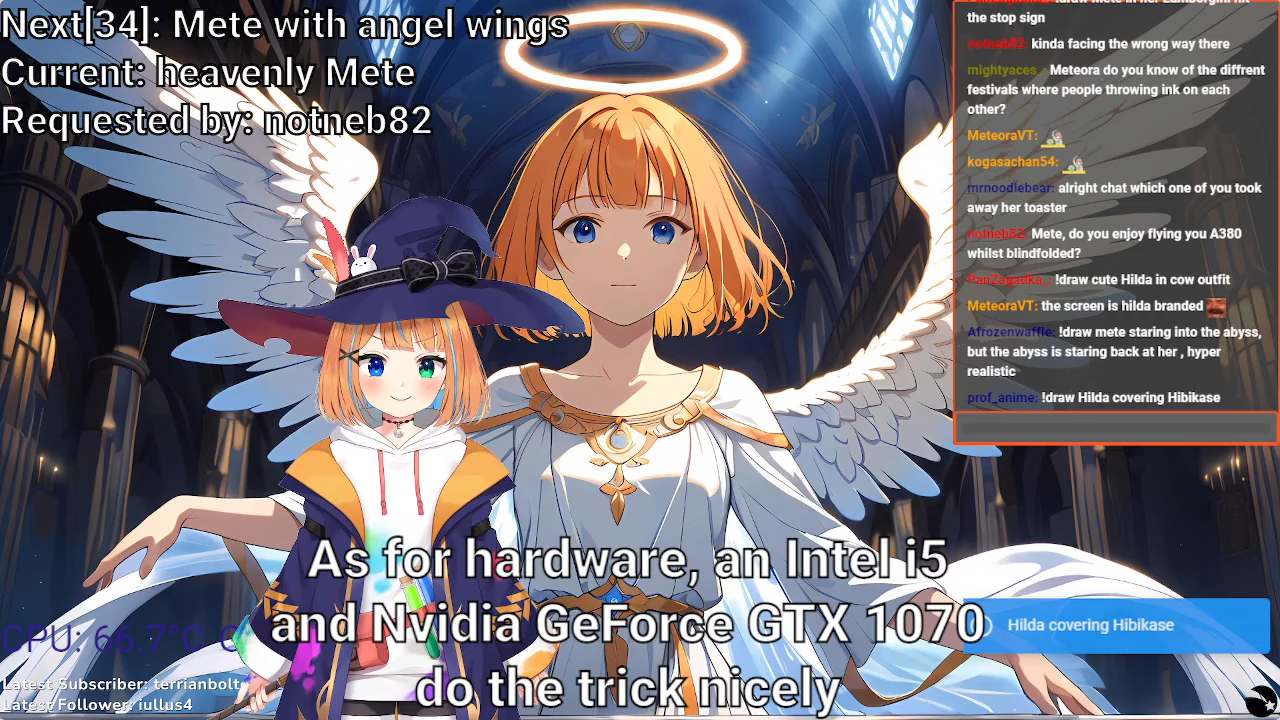 Next[34]: Mete with angel wings
Current: heavenly Mete
Requested by: notneb82
the stop sign
notneb82: kinda facing the wrong way there
mightyaces_: Meteora do you know of the diffrent
festivals where people throwing ink on each
other?
MeteoraVT:
kogasachan54:
mrnoodlebear: alright chat which one of you took
away her toaster
notneb82: Mete, do you enjoy flying you A380
whilst blindfolded?
PanZagadka_: !draw cute Hilda in cow outfit
MeteoraVT: the screen is hilda branded
Afrozenwaffle: !draw mete staring into the abyss,
but the abyss is staring back at her , hyper
realistic
prof_anime: !draw Hilda covering Hibikase
As for hardware, an Intel i5
and Nvidia GeForce GTX 1070
do the trick nicely
Hilda covering Hibikase
CPU: 66.7°C
Latest Subscriber: terrianbolt
Latest Follower: iullus4